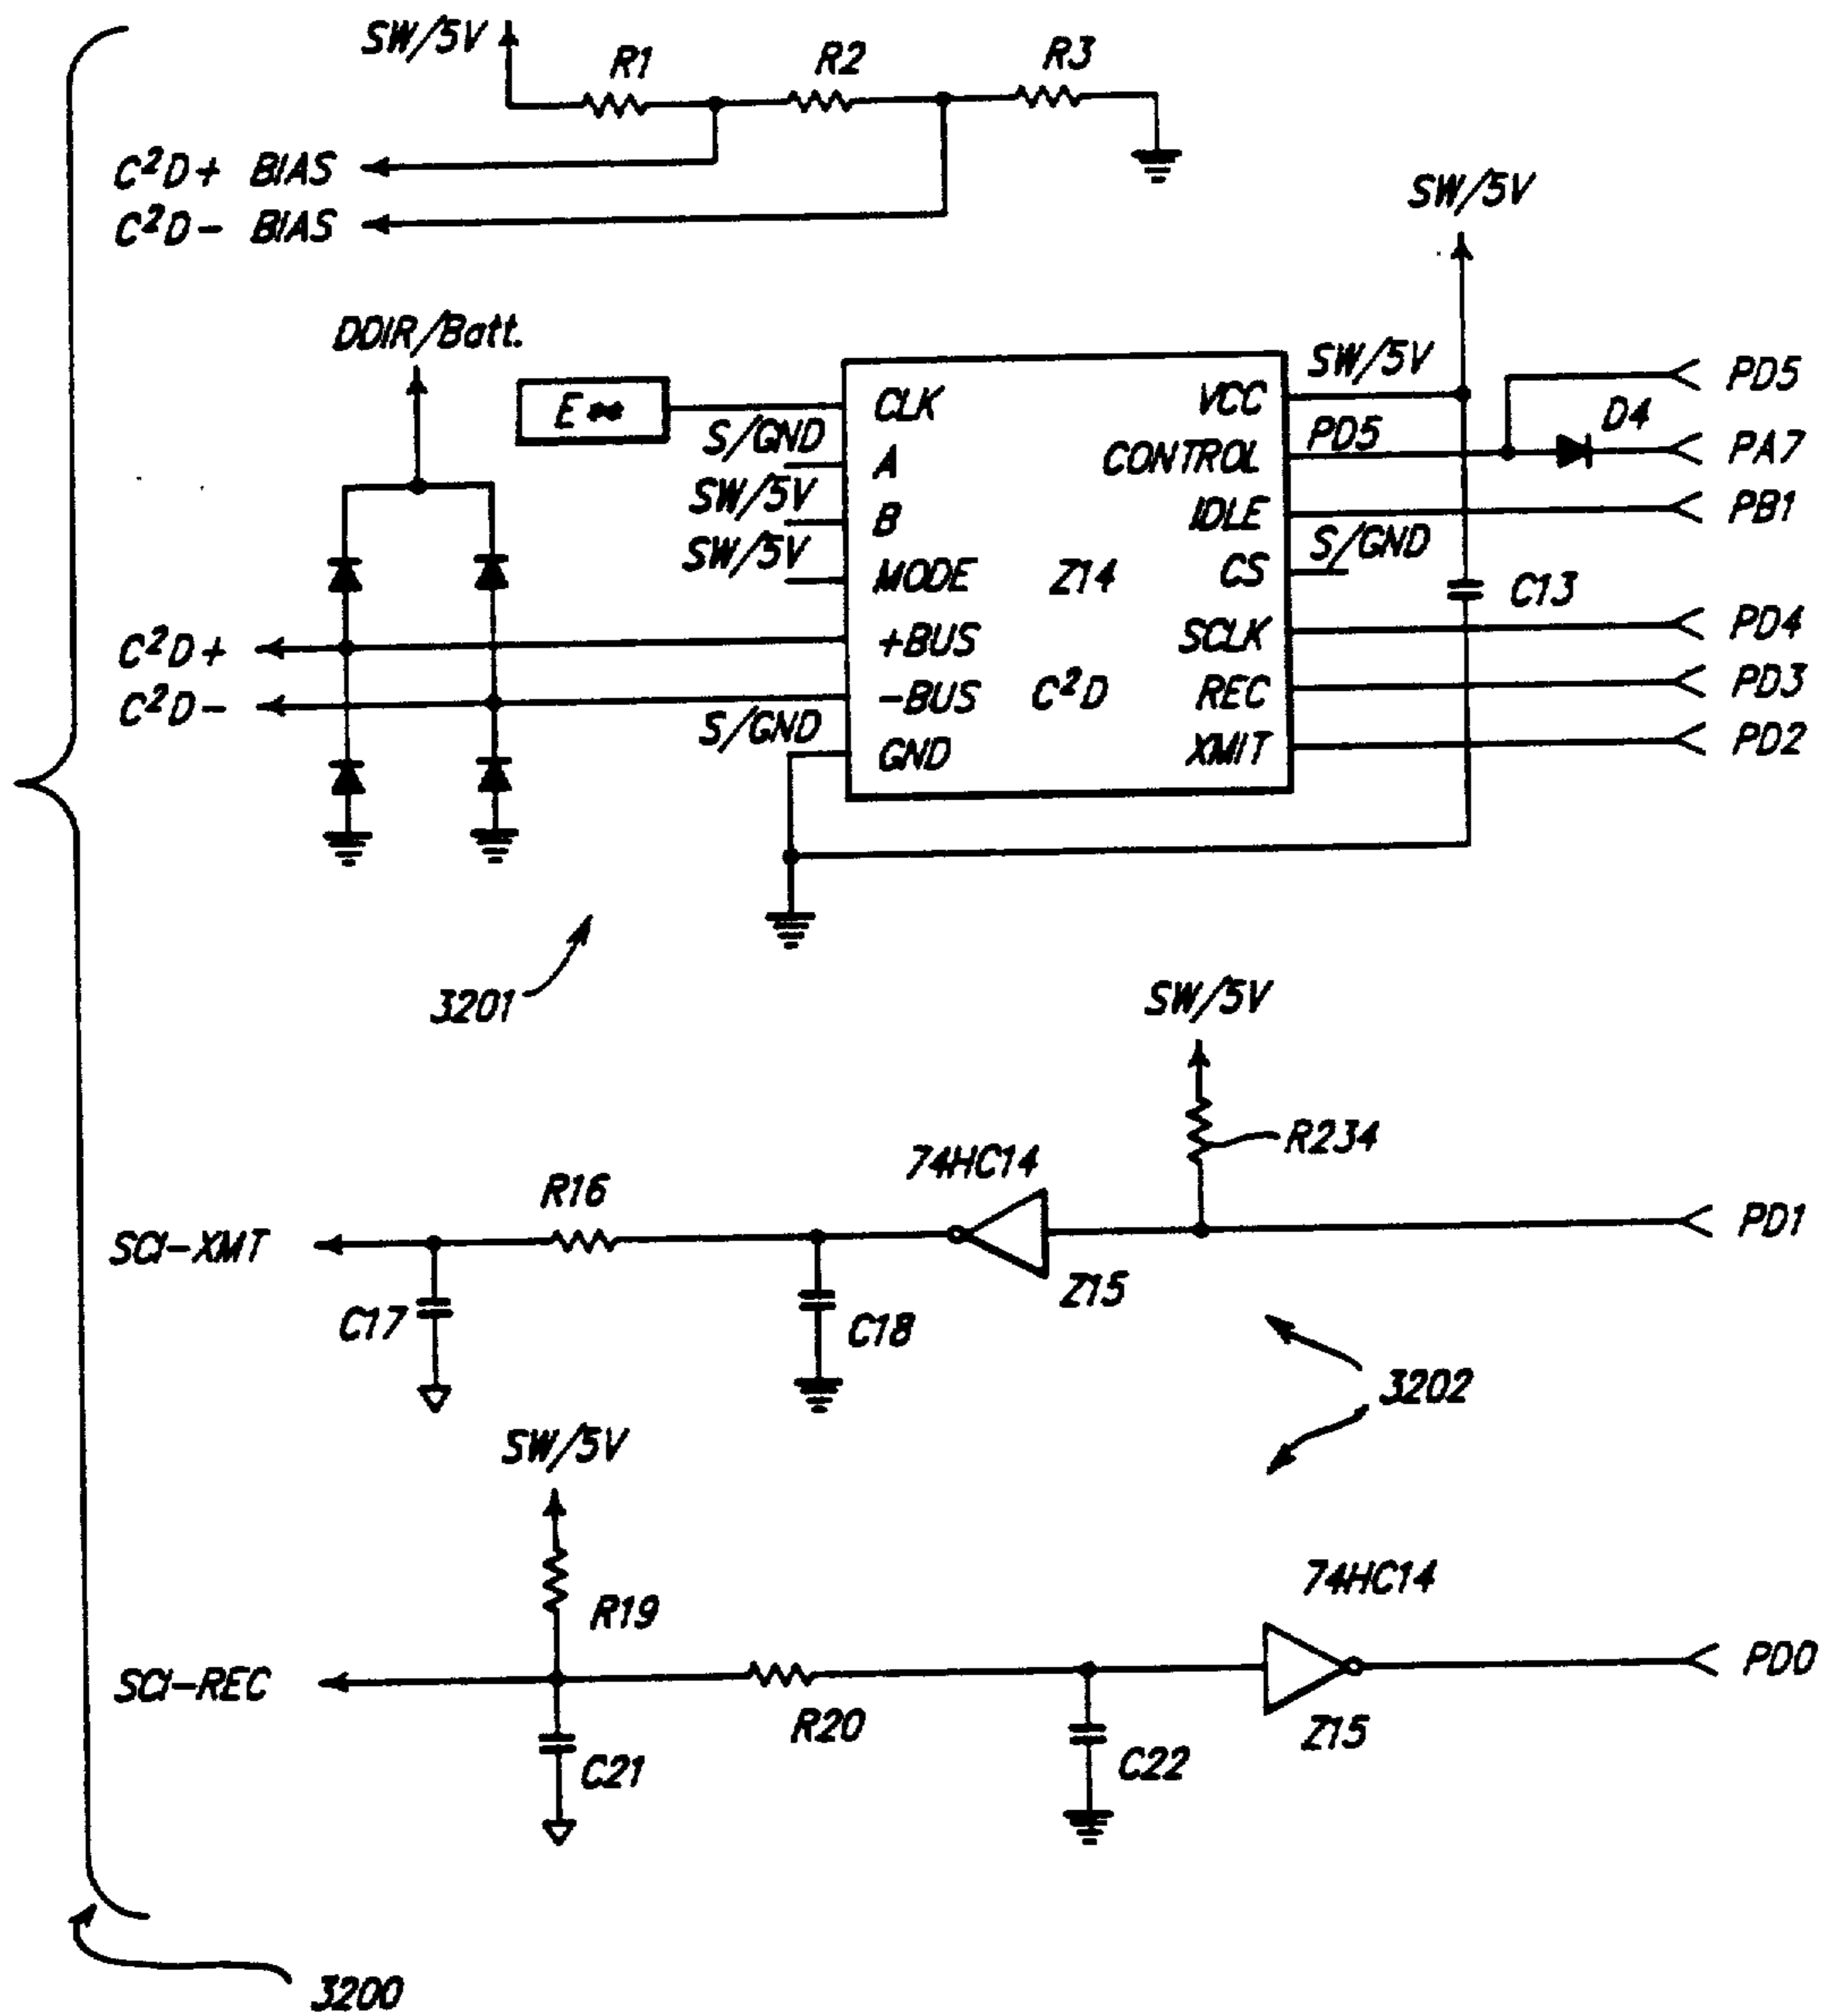 SW/5V
R1
R2
R3
C²D+ BIAS
C²D- BIAS
SW/5V
DDIR/Batt.
E**
S/GND
SW/5V
SW/5V
S/GND
CLK
A
B
MODE
+BUS
-BUS
GND
Z14
C²D
VCC
CONTROL
IDLE
CS
SCLK
REC
XMIT
SW/5V
PD5
S/GND
C13
D4
PD5
PA7
PB1
PD4
PD3
PD2
C²D+
C²D-
3201
SW/5V
R234
74HC14
R16
SCI-XMT
PD1
Z15
C17
C18
3202
SW/5V
R19
74HC14
SCI-REC
PD0
R20
Z15
C21
C22
3200